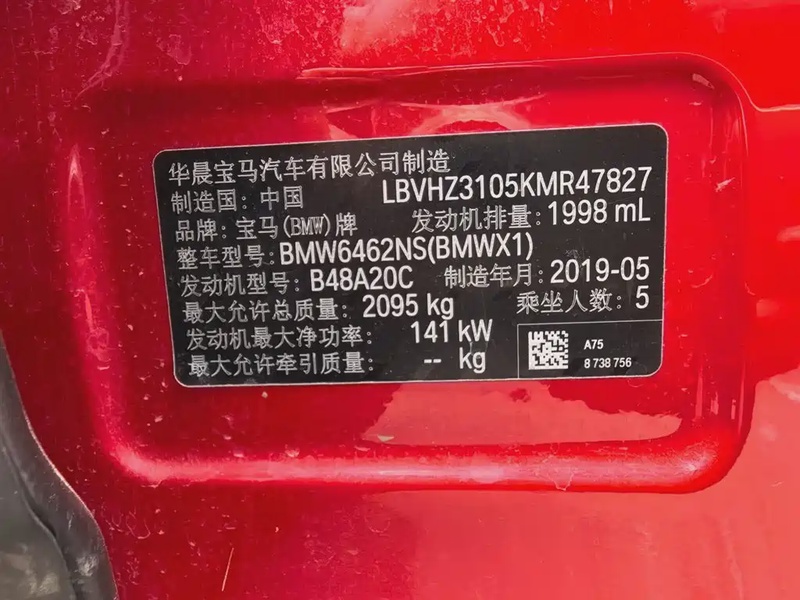 华晨宝马汽车有限公司制造
制造国：中国 LBVHZ3105KMR47827
品牌：宝马(BMW)牌 发动机排量：1998 mL
整车型号：BMW6462NS(BMWX1)
发动机型号：B48A20C 制造年月：2019-05
最大允许总质量：2095 kg 乘坐人数：5
发动机最大净功率：141 kW
最大允许牵引质量：-- kg
A75
8 738 756